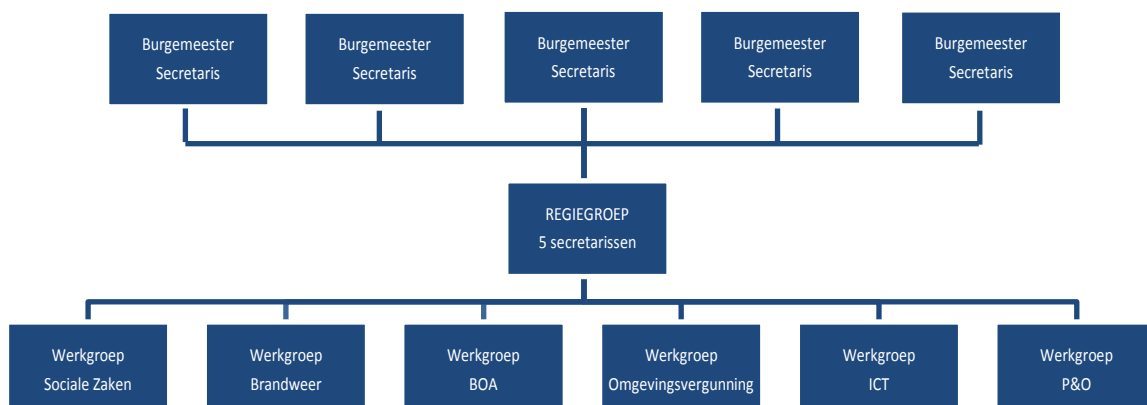 Burgemeester
Secretaris
Burgemeester
Secretaris
Burgemeester
Secretaris
Burgemeester
Secretaris
Burgemeester
Secretaris
REGIEGROEP
5 secretarissen
Werkgroep
Sociale Zaken
Werkgroep
Brandweer
Werkgroep
BOA
Werkgroep
Omgevingsvergunning
Werkgroep
ICT
Werkgroep
P&O